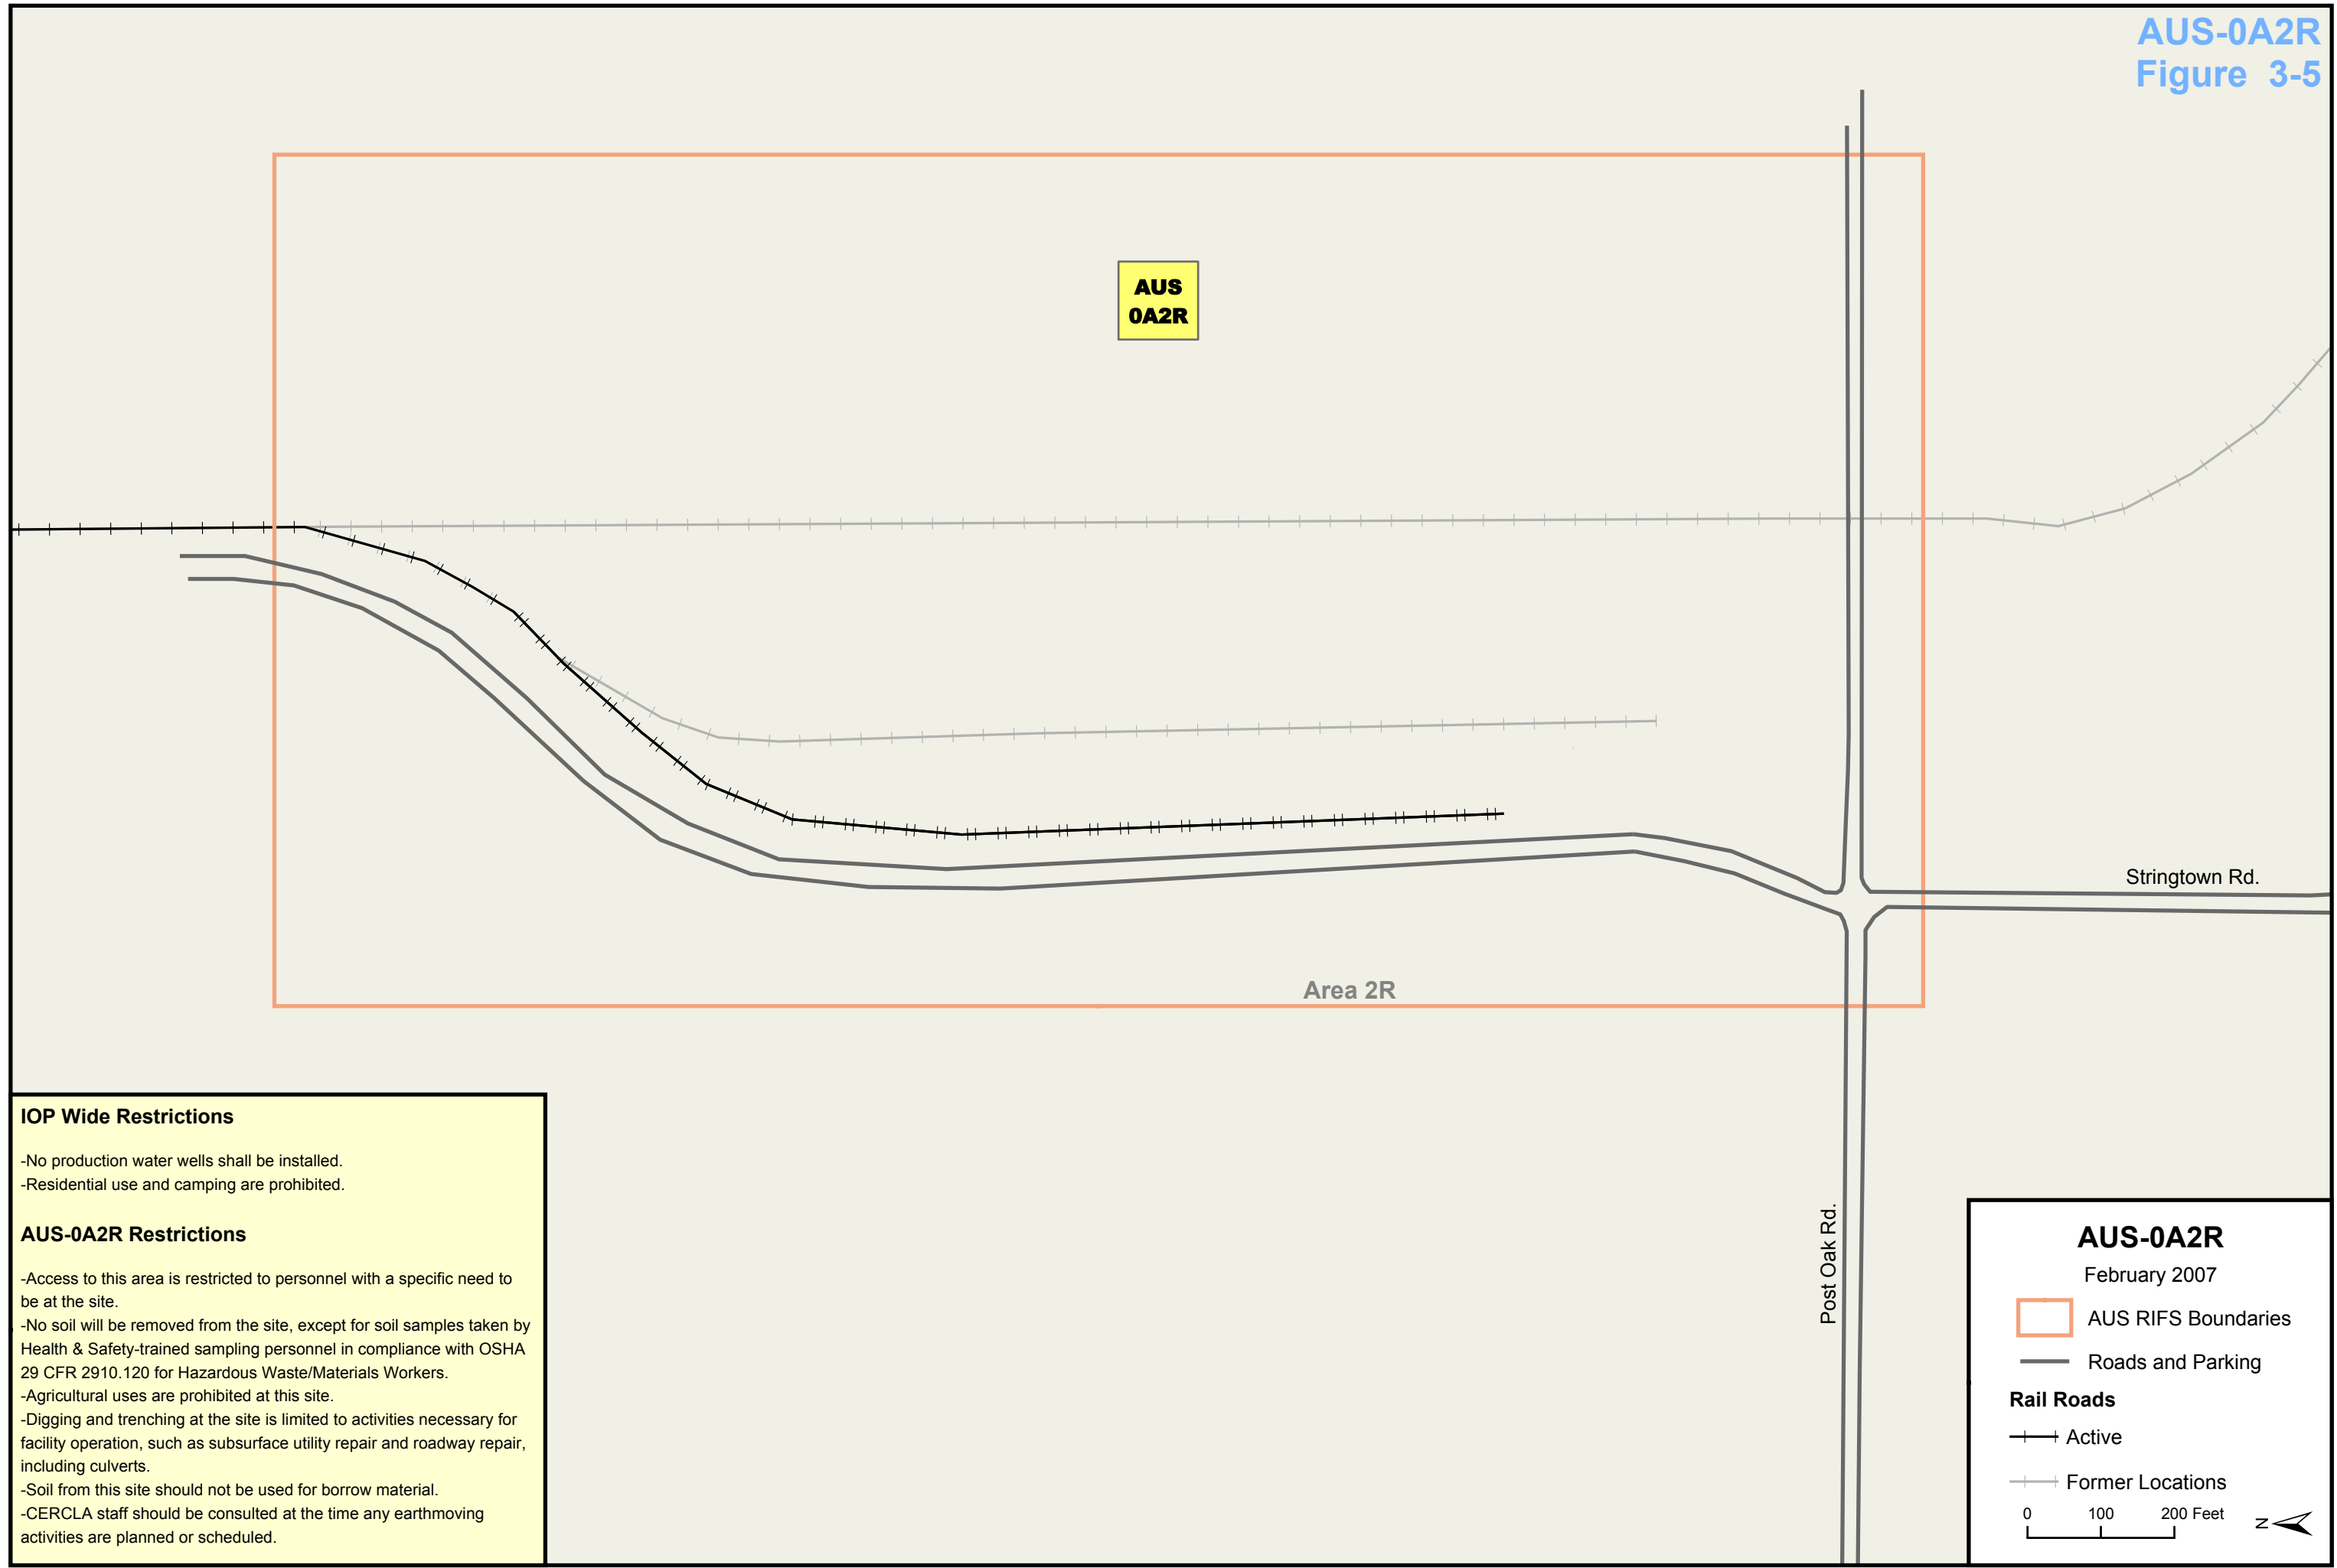 AUS-0A2R
Figure 3-5
AUS
0A2R
Stringtown Rd.
Area 2R
Post Oak Rd.
IOP Wide Restrictions
-No production water wells shall be installed.
-Residential use and camping are prohibited.
AUS-0A2R Restrictions
-Access to this area is restricted to personnel with a specific need to
be at the site.
-No soil will be removed from the site, except for soil samples taken by
Health & Safety-trained sampling personnel in compliance with OSHA
29 CFR 2910.120 for Hazardous Waste/Materials Workers.
-Agricultural uses are prohibited at this site.
-Digging and trenching at the site is limited to activities necessary for
facility operation, such as subsurface utility repair and roadway repair,
including culverts.
-Soil from this site should not be used for borrow material.
-CERCLA staff should be consulted at the time any earthmoving
activities are planned or scheduled.
AUS-0A2R
February 2007
AUS RIFS Boundaries
Roads and Parking
Rail Roads
Active
Former Locations
0 100 200 Feet
N